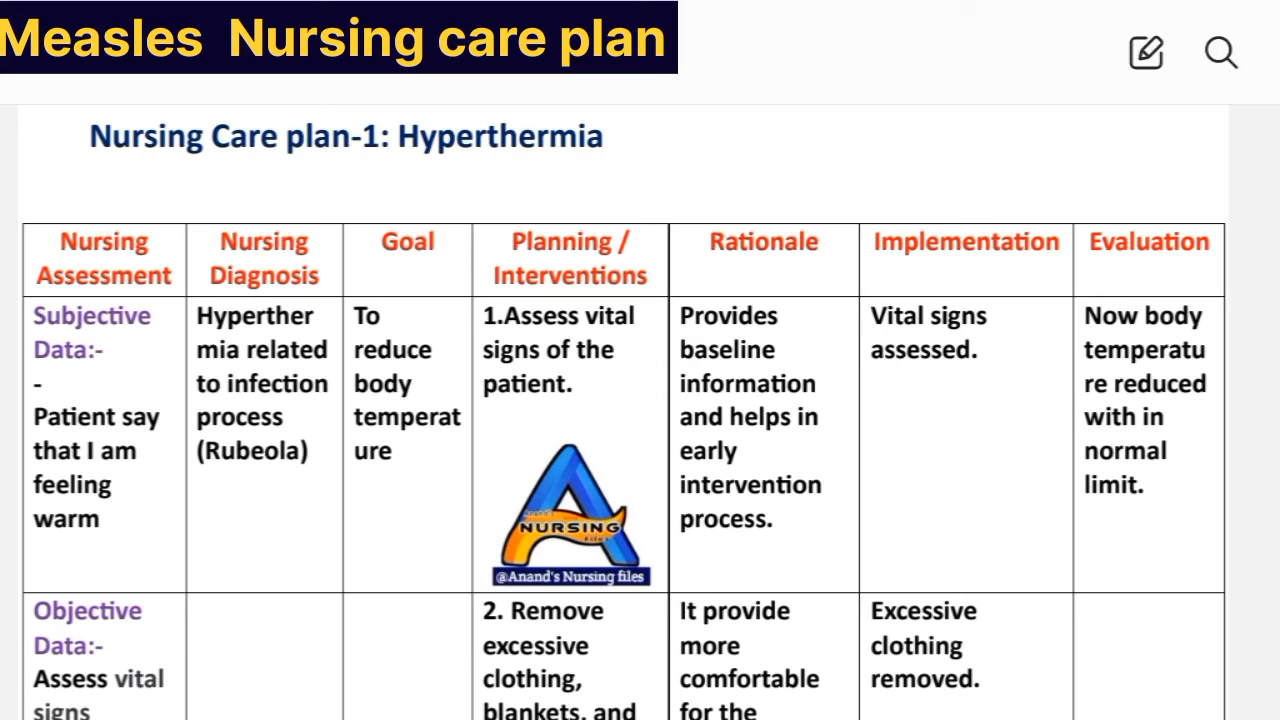 Measles Nursing care plan
Nursing Care plan-1: Hyperthermia
Nursing
Assessment
Nursing
Diagnosis
Goal
Planning /
Interventions
Rationale
Implementation
Evaluation
Subjective
Data:-
-
Patient say
that I am
feeling
warm
Hyperther
mia related
to infection
process
(Rubeola)
To
reduce
body
temperat
ure
1.Assess vital
signs of the
patient.
Anand's
NURSING
Files
@Anand's Nursing files
Provides
baseline
information
and helps in
early
intervention
process.
Vital signs
assessed.
Now body
temperatu
re reduced
with in
normal
limit.
Objective
Data:-
Assess vital
signs
2. Remove
excessive
clothing,
blankets, and
It provide
more
comfortable
for the
Excessive
clothing
removed.